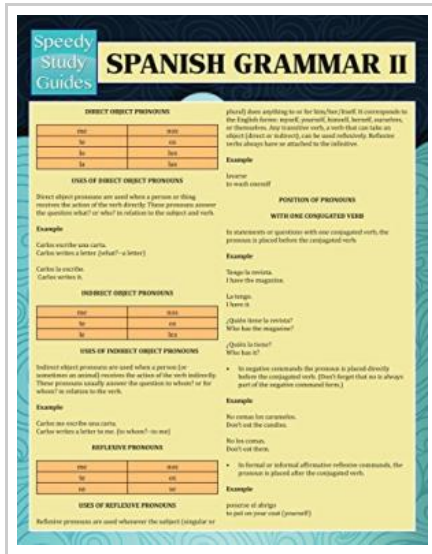 Speedy
Study
Guides
SPANISH GRAMMAR II
DIRECT OBJECT PRONOUNS
me nos
te os
lo los
la las
USES OF DIRECT OBJECT PRONOUNS
Direct object pronouns are used when a person or thing
receives the action of the verb directly. These pronouns answer
the question what? or who? in relation to the subject and verb.
Example
Carlos escribe una carta.
Carlos writes a letter (what?--a letter)
Carlos la escribe.
Carlos writes it.
INDIRECT OBJECT PRONOUNS
me nos
te os
le les
USES OF INDIRECT OBJECT PRONOUNS
Indirect object pronouns are used when a person (or
sometimes an animal) receives the action of the verb indirectly.
These pronouns usually answer the question to whom? or for
whom? in relation to the verb.
Example
Carlos me escribe una carta.
Carlos writes a letter to me. (to whom?--to me)
REFLEXIVE PRONOUNS
me nos
te os
se se
USES OF REFLEXIVE PRONOUNS
Reflexive pronouns are used whenever the subject (singular or
plural) does anything to or for him/her/itself. It corresponds to
the English forms: myself, yourself, himself, herself, ourselves,
or themselves. Any transitive verb, a verb that can take an
object (direct or indirect), can be used reflexively. Reflexive
verbs always have se attached to the infinitive.
Example
lavarse
to wash oneself
POSITION OF PRONOUNS
WITH ONE CONJUGATED VERB
In statements or questions with one conjugated verb, the
pronoun is placed before the conjugated verb.
Example
Tengo la revista.
I have the magazine.
La tengo.
I have it
¿Quién tiene la revista?
Who has the magazine?
¿Quién la tiene?
Who has it?
• In negative commands the pronoun is placed directly
before the conjugated verb. (Don't forget that no is always
part of the negative command form.)
Example
No comas los caramelos.
Don't eat the candies.
No los comas.
Don't eat them.
• In formal or informal affirmative reflexive commands, the
pronoun is placed after the conjugated verb.
Example
ponerse el abrigo
to put on your coat (yourself)